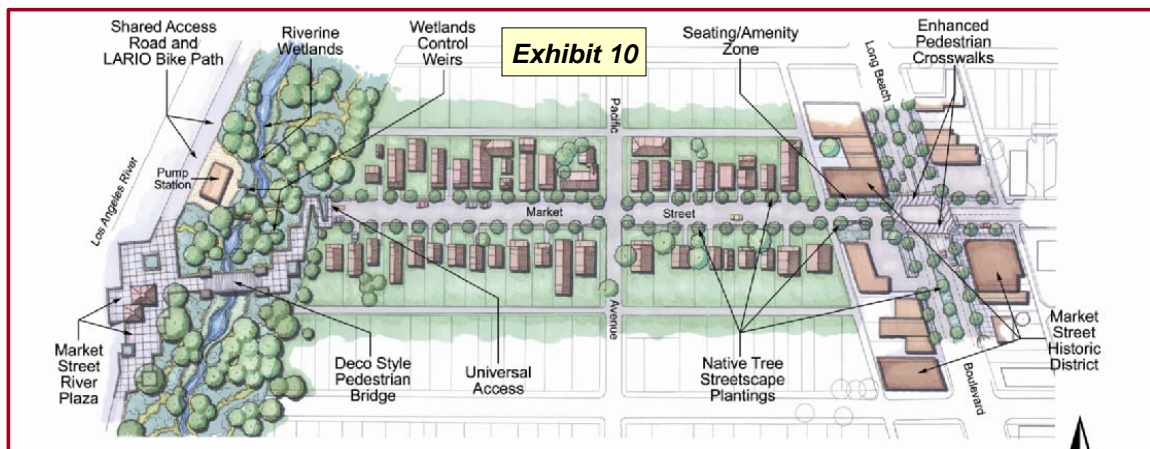 Exhibit 10
Shared Access
Road and
LARIO Bike Path
Riverine
Wetlands
Wetlands
Control
Weirs
Seating/Amenity
Zone
Long Beach
Enhanced
Pedestrian
Crosswalks
Pacific
Pump
Station
Los Angeles River
Market
Street
Avenue
Market
Street
River
Plaza
Deco Style
Pedestrian
Bridge
Universal
Access
Native Tree
Streetscape
Plantings
Boulevard
Market
Street
Historic
District